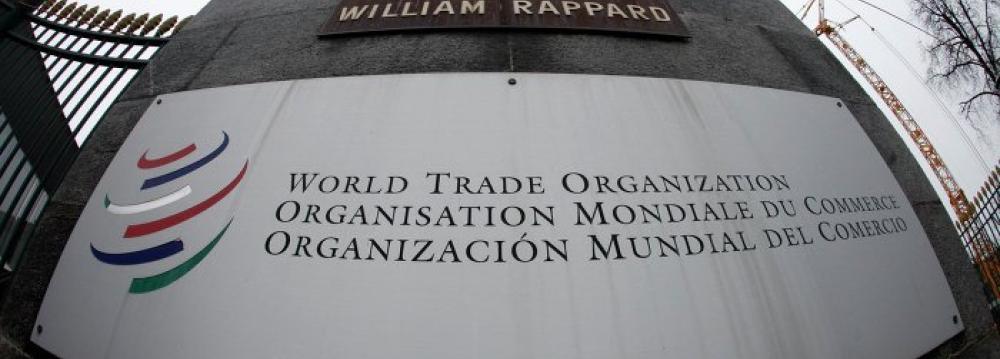 WILLIAM RAPPARD
WORLD TRADE ORGANIZATION
ORGANISATION MONDIALE DU COMMERCE
ORGANIZACIÓN MUNDIAL DEL COMERCIO